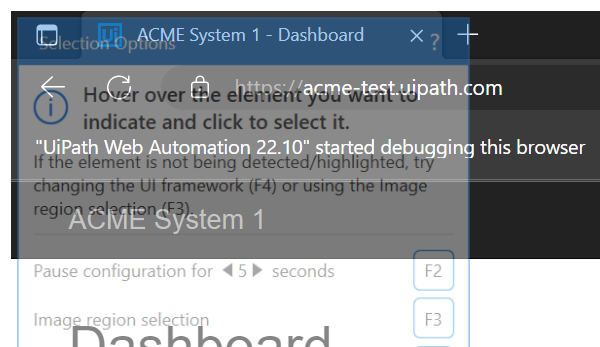 ACME System 1 - Dashboard
Selection Options
?
https://acme-test.uipath.com
Hover over the element you want to
indicate and click to select it.
"UiPath Web Automation 22.10" started debugging this browser
If the element is not being detected/highlighted, try
changing the UI framework (F4) or using the Image
region selection (F3).
ACME System 1
Pause configuration for 5 seconds F2
Image region selection F3
Dashboard